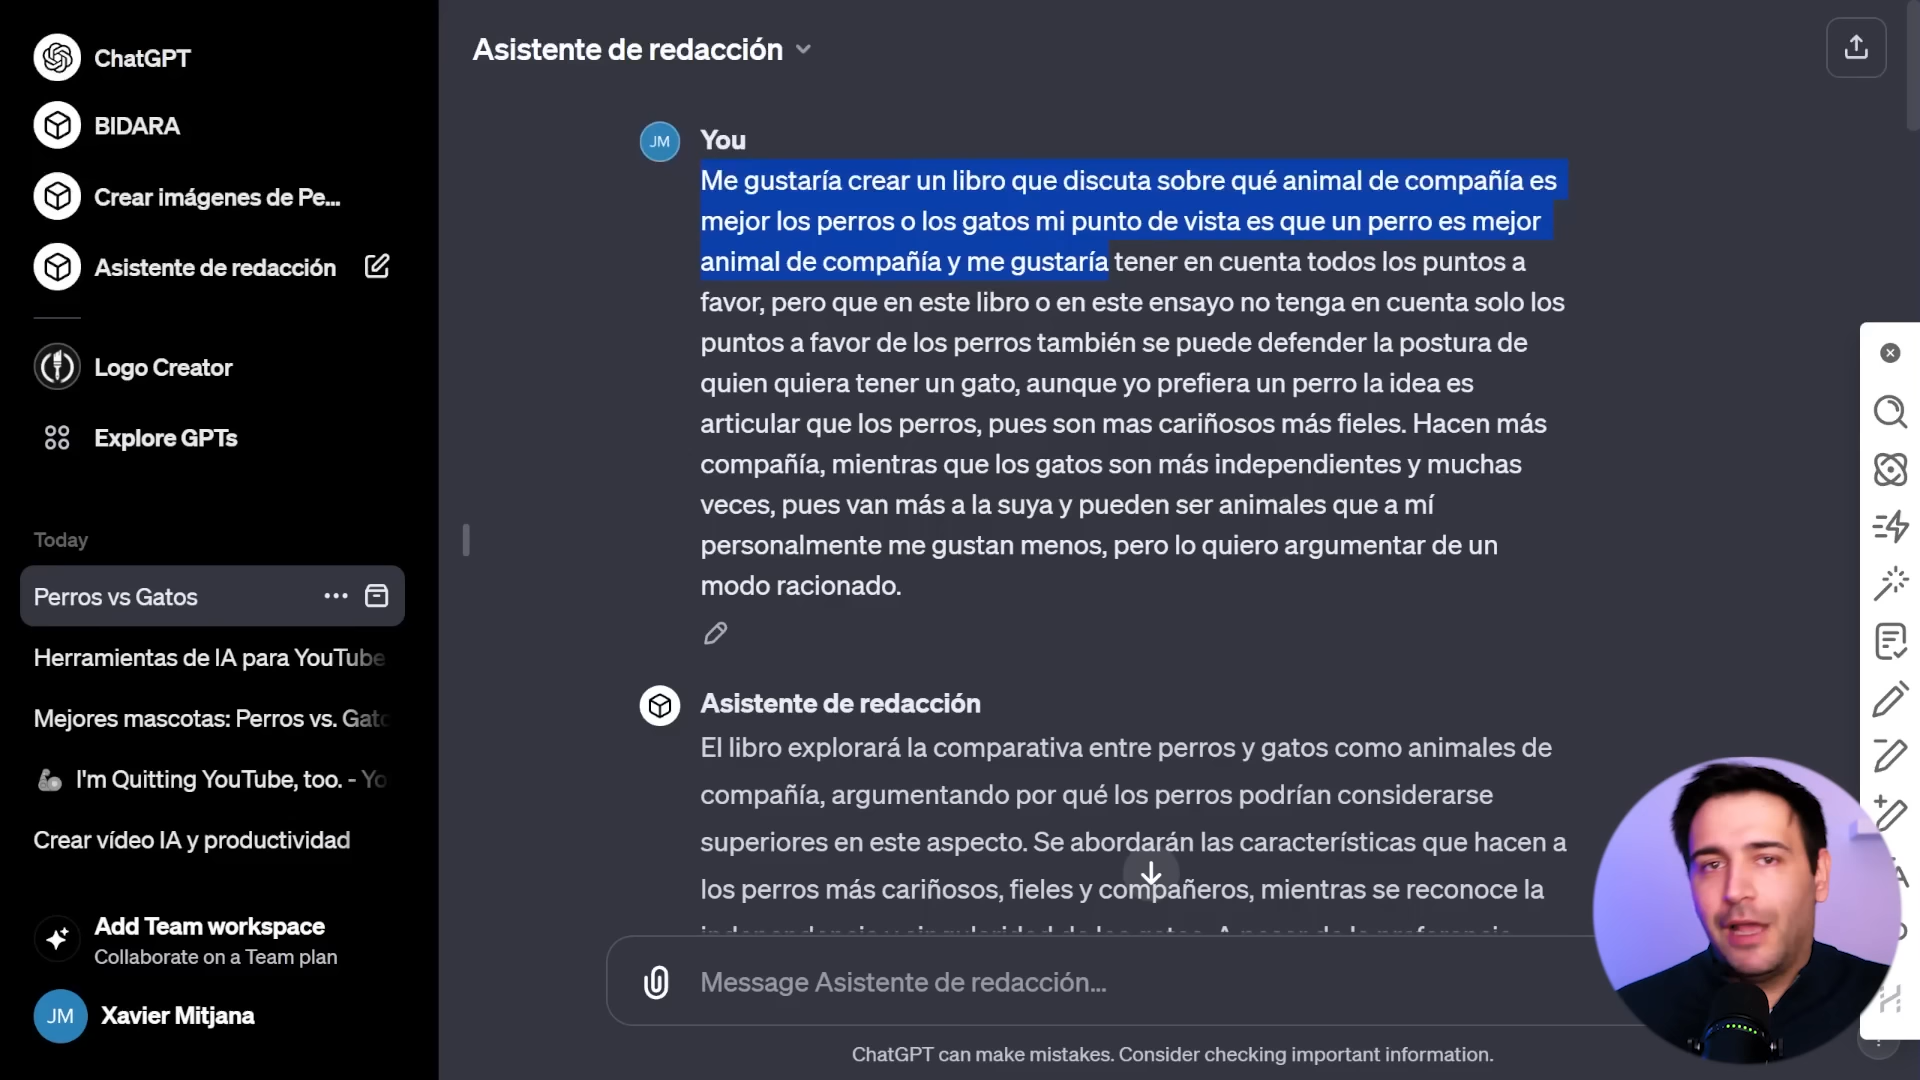 ChatGPT
BIDARA
Crear imágenes de Pe...
Asistente de redacción
Logo Creator
Explore GPTs
Today
Perros vs Gatos
Herramientas de IA para YouTube
Mejores mascotas: Perros vs. Gato
I'm Quitting YouTube, too. - Yo
Crear vídeo IA y productividad
Add Team workspace
Collaborate on a Team plan
JM
Xavier Mitjana
Asistente de redacción
JM
You
Me gustaría crear un libro que discuta sobre qué animal de compañía es
mejor los perros o los gatos mi punto de vista es que un perro es mejor
animal de compañía y me gustaría tener en cuenta todos los puntos a
favor, pero que en este libro o en este ensayo no tenga en cuenta solo los
puntos a favor de los perros también se puede defender la postura de
quien quiera tener un gato, aunque yo prefiera un perro la idea es
articular que los perros, pues son mas cariñosos más fieles. Hacen más
compañía, mientras que los gatos son más independientes y muchas
veces, pues van más a la suya y pueden ser animales que a mí
personalmente me gustan menos, pero lo quiero argumentar de un
modo racionado.
Asistente de redacción
El libro explorará la comparativa entre perros y gatos como animales de
compañía, argumentando por qué los perros podrían considerarse
superiores en este aspecto. Se abordarán las características que hacen a
los perros más cariñosos, fieles y compañeros, mientras se reconoce la
Message Asistente de redacción...
ChatGPT can make mistakes. Consider checking important information.